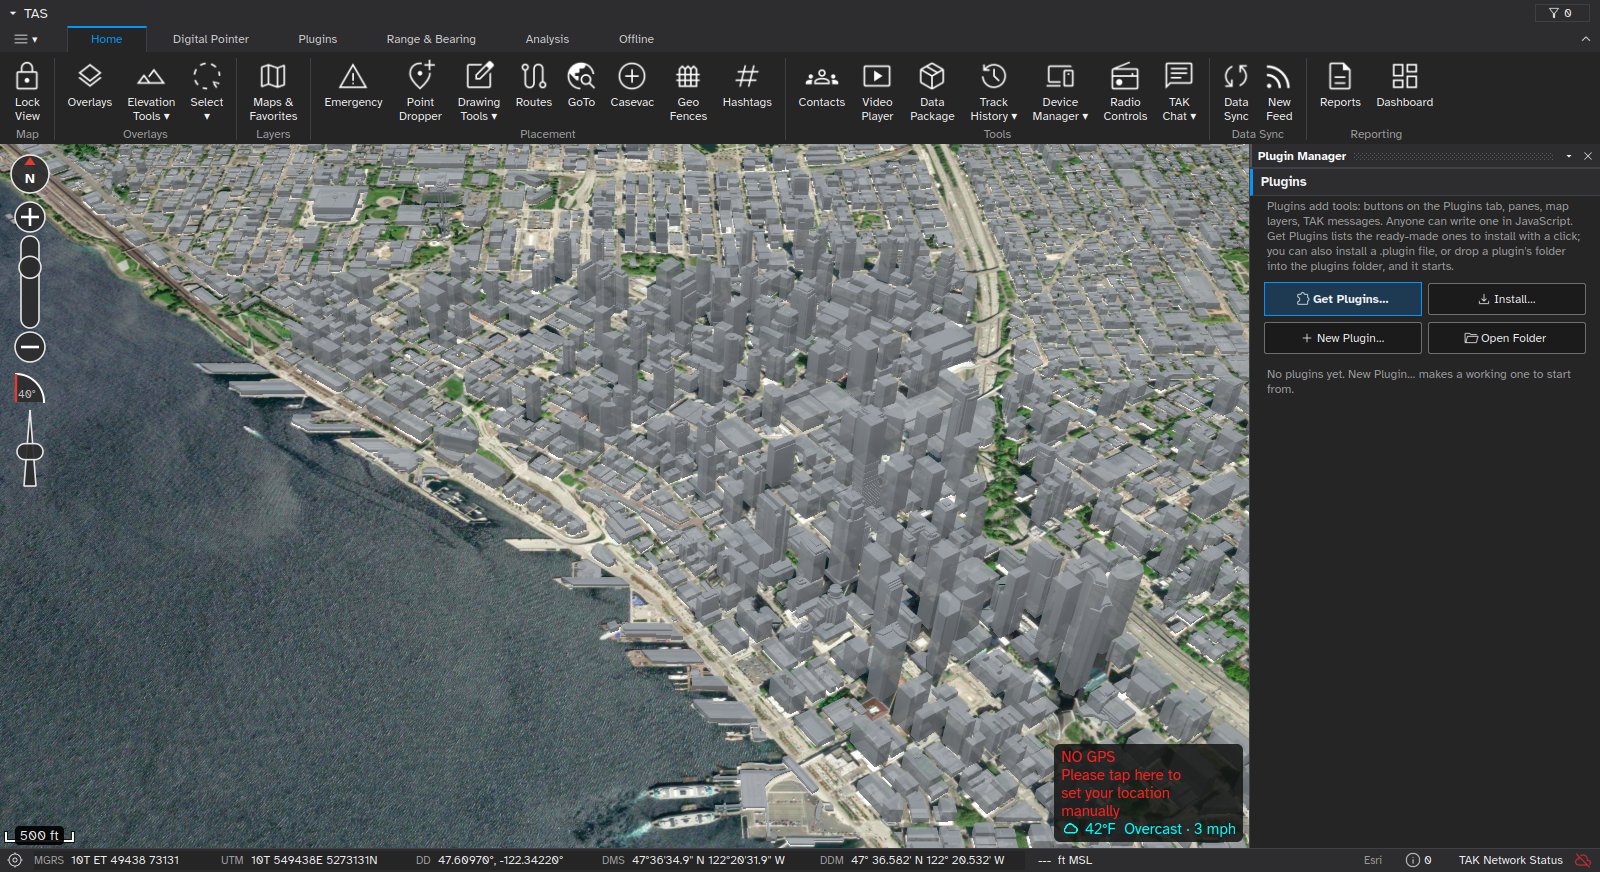 TAS
0
Home
Digital Pointer
Plugins
Range & Bearing
Analysis
Offline
Lock View
Map
Overlays
Elevation Tools ▾
Select ▾
Overlays
Maps & Favorites
Layers
Emergency
Point Dropper
Drawing Tools ▾
Routes
GoTo
Casevac
Geo Fences
Hashtags
Placement
Contacts
Video Player
Data Package
Track History ▾
Device Manager ▾
Radio Controls
TAK Chat ▾
Tools
Data Sync
New Feed
Data Sync
Reports
Dashboard
Reporting
N
40°
500 ft
NO GPS
Please tap here to
set your location
manually
42°F Overcast · 3 mph
Plugin Manager
Plugins
Plugins add tools: buttons on the Plugins tab, panes, map
layers, TAK messages. Anyone can write one in JavaScript.
Get Plugins lists the ready-made ones to install with a click;
you can also install a .plugin file, or drop a plugin's folder
into the plugins folder, and it starts.
Get Plugins...
Install...
New Plugin...
Open Folder
No plugins yet. New Plugin... makes a working one to start
from.
MGRS 10T ET 49438 73131
UTM 10T 549438E 5273131N
DD 47.60970°, -122.34220°
DMS 47°36'34.9" N 122°20'31.9" W
DDM 47° 36.582' N 122° 20.532' W
--- ft MSL
Esri
0
TAK Network Status